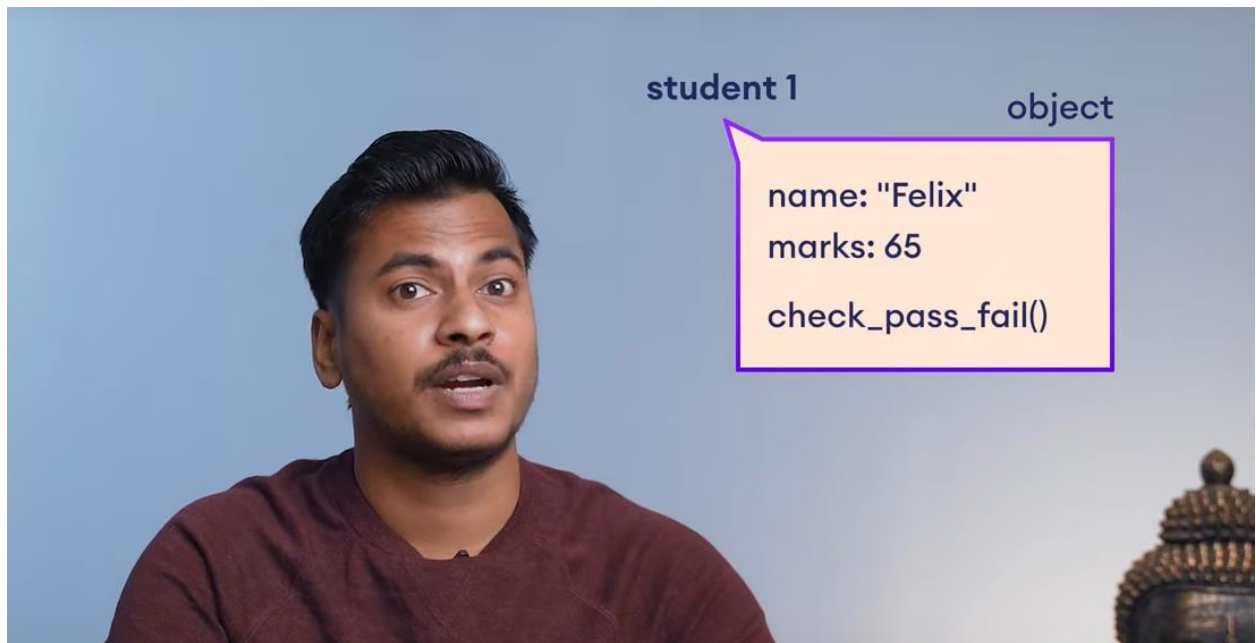 student 1
object
name: "Felix"
marks: 65
check_pass_fail()